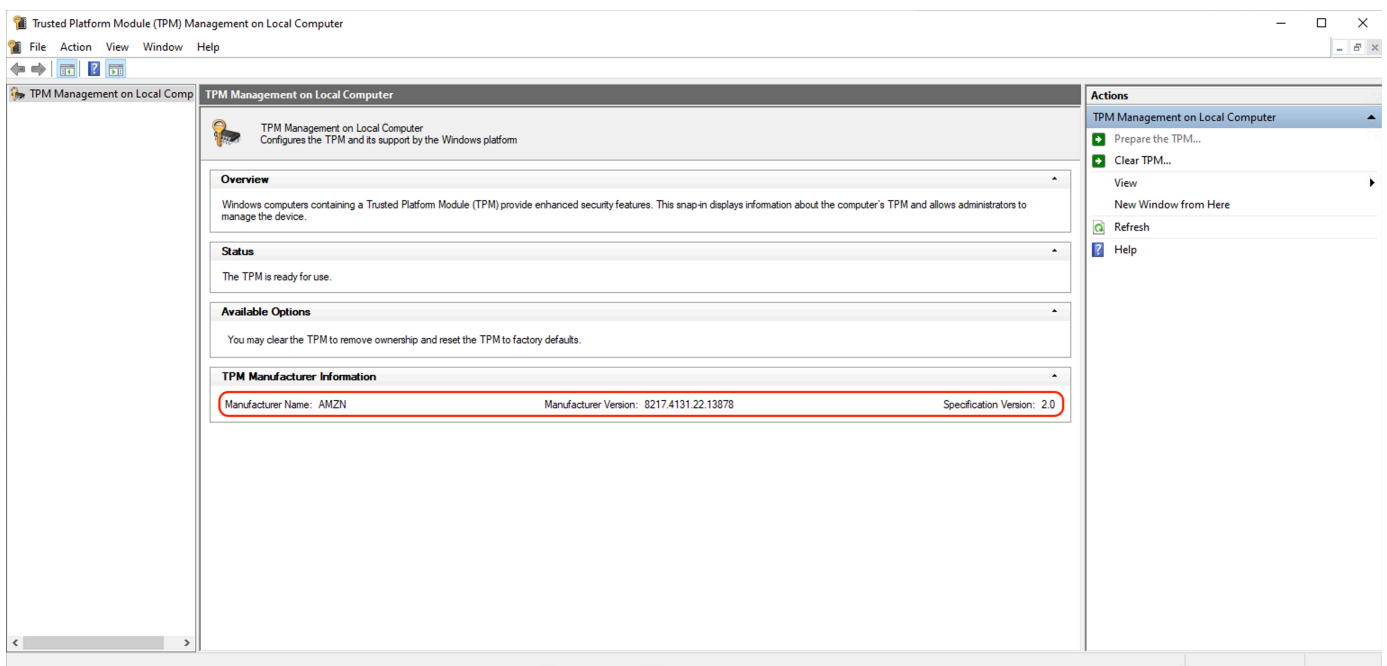 Trusted Platform Module (TPM) Management on Local Computer
File Action View Window Help
TPM Management on Local Comp
TPM Management on Local Computer
TPM Management on Local Computer
Configures the TPM and its support by the Windows platform
Overview
Windows computers containing a Trusted Platform Module (TPM) provide enhanced security features. This snap-in displays information about the computer's TPM and allows administrators to
manage the device.
Status
The TPM is ready for use.
Available Options
You may clear the TPM to remove ownership and reset the TPM to factory defaults.
TPM Manufacturer Information
Manufacturer Name: AMZN Manufacturer Version: 8217.4131.22.13878 Specification Version: 2.0
Actions
TPM Management on Local Computer
Prepare the TPM...
Clear TPM...
View
New Window from Here
Refresh
Help